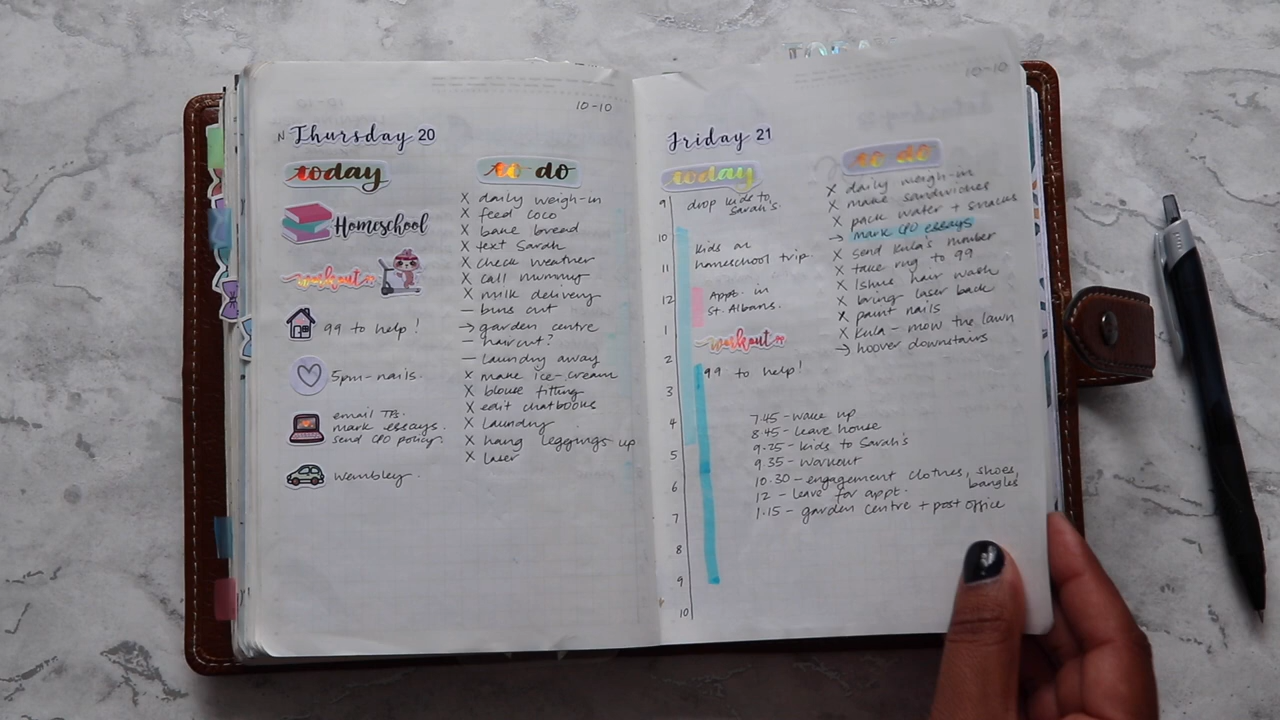 10-10
N
Thursday 20
today
Homeschool
workout
99 to help!
5pm - nails.
email TFs.
mark essays.
send CPO policy.
Wembley.
to do
X daily weigh-in
X feed coco
X bake bread
X text Sarah
X check weather
X call mummy
X milk delivery
— bins out
→ garden centre
— haircut?
— laundry away
X make ice-cream
X blouse fitting
X edit chatbooks
X laundry
X hang leggings up
X laser
Friday 21
today
9 drop kids to
Sarah's.
10 kids on
11 homeschool trip.
12 Appt. in
St. Albans.
1 workout
2 99 to help!
3
4
5
6
7
8
9
10
to do
X daily weigh-in
X make sandwiches
X pack water + snacks
→ mark CPO essays
X send Kula's number
X take rug to 99
X Ishus hair wash
X bring laser back
X paint nails
X Kula - mow the lawn
→ hoover downstairs
7.45 - wake up
8.45 - leave house
9.25 - kids to Sarah's
9.35 - workout
10.30 - engagement clothes, shoes,
bangles
12 - leave for appt.
1.15 - garden centre + post office